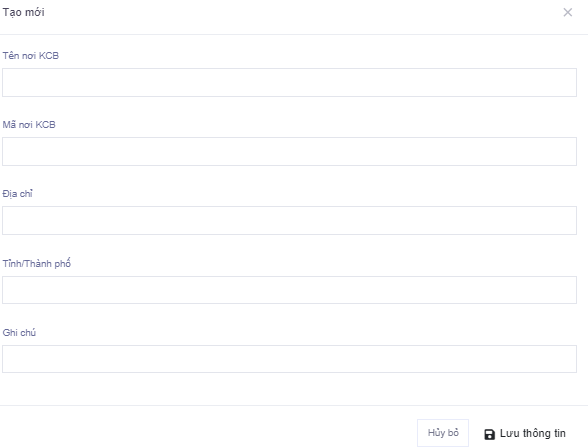 Tạo mới
Tên nơi KCB
Mã nơi KCB
Địa chỉ
Tỉnh/Thành phố
Ghi chú
Hủy bỏ
Lưu thông tin